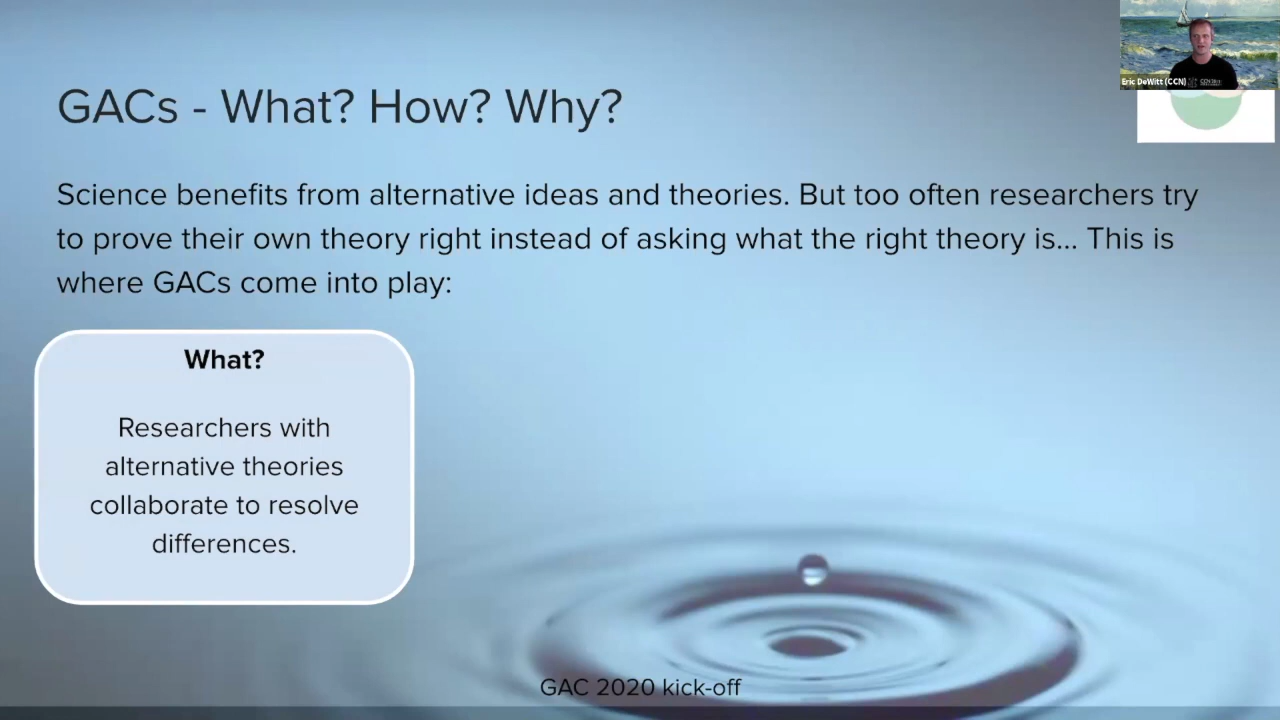 Eric DeWitt (CCN)
GACs - What? How? Why?
Science benefits from alternative ideas and theories. But too often researchers try
to prove their own theory right instead of asking what the right theory is... This is
where GACs come into play:
What?
Researchers with
alternative theories
collaborate to resolve
differences.
GAC 2020 kick-off